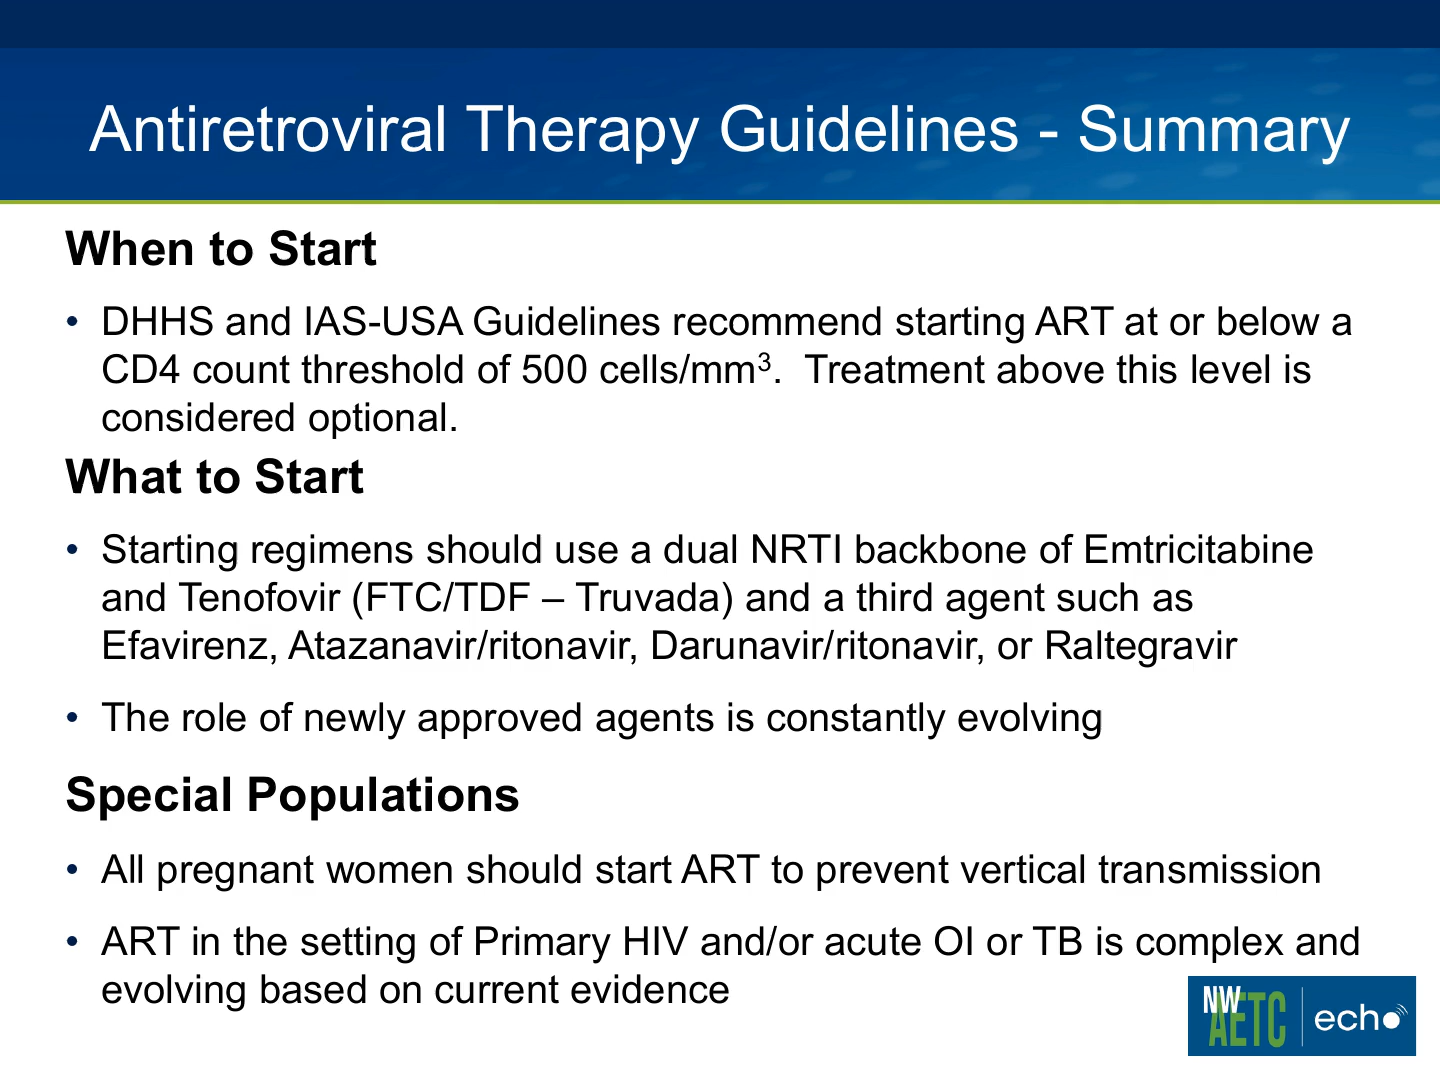 Antiretroviral Therapy Guidelines - Summary
When to Start
• DHHS and IAS-USA Guidelines recommend starting ART at or below a
CD4 count threshold of 500 cells/mm³.  Treatment above this level is
considered optional.
What to Start
• Starting regimens should use a dual NRTI backbone of Emtricitabine
and Tenofovir (FTC/TDF – Truvada) and a third agent such as
Efavirenz, Atazanavir/ritonavir, Darunavir/ritonavir, or Raltegravir
• The role of newly approved agents is constantly evolving
Special Populations
• All pregnant women should start ART to prevent vertical transmission
• ART in the setting of Primary HIV and/or acute OI or TB is complex and
evolving based on current evidence
NW AETC echo